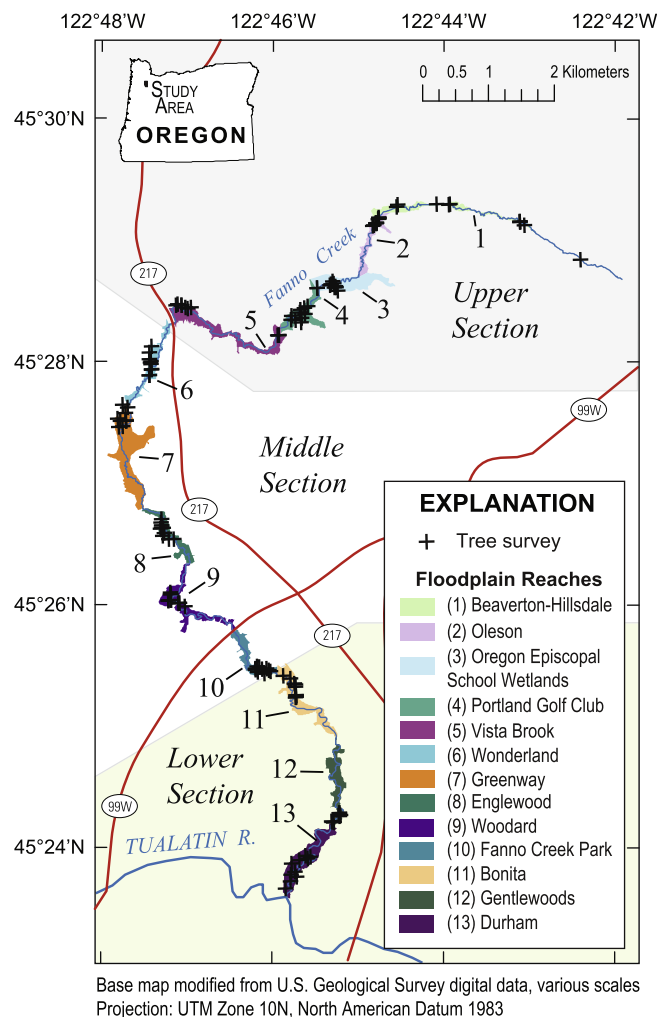 122°48′W 122°46′W 122°44′W 122°42′W
0 0.5 1 2 Kilometers
STUDY
AREA
OREGON
45°30′N
1
2
Fanno Creek
217
3
4
5
Upper
Section
45°28′N
6
99W
Middle
Section
7
217
8
9
45°26′N
217
10
11
Lower
Section
12
99W
13
TUALATIN R.
45°24′N
EXPLANATION
Tree survey
Floodplain Reaches
(1) Beaverton-Hillsdale
(2) Oleson
(3) Oregon Episcopal
School Wetlands
(4) Portland Golf Club
(5) Vista Brook
(6) Wonderland
(7) Greenway
(8) Englewood
(9) Woodard
(10) Fanno Creek Park
(11) Bonita
(12) Gentlewoods
(13) Durham
Base map modified from U.S. Geological Survey digital data, various scales
Projection: UTM Zone 10N, North American Datum 1983